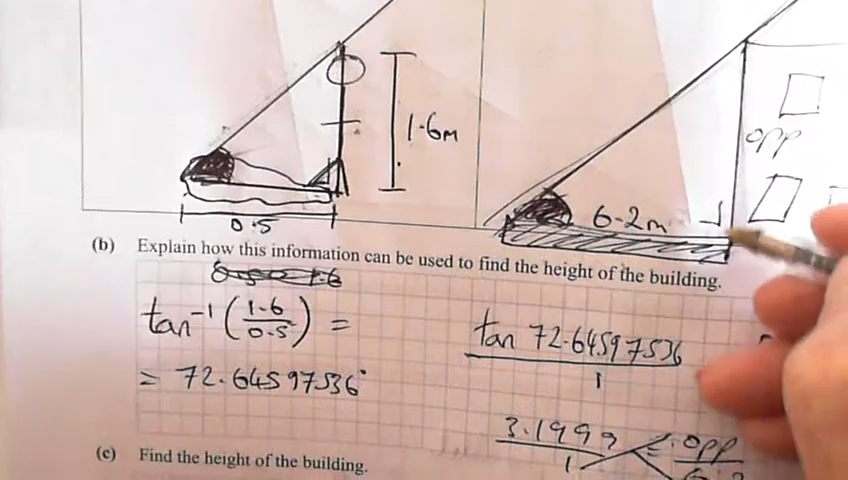 1.6m
0.5
opp
6.2m
(b) Explain how this information can be used to find the height of the building.
tan⁻¹ (1.6/0.5) =
= 72.64597536°
tan 72.64597536
1
3.1999 = opp
1
(c) Find the height of the building.